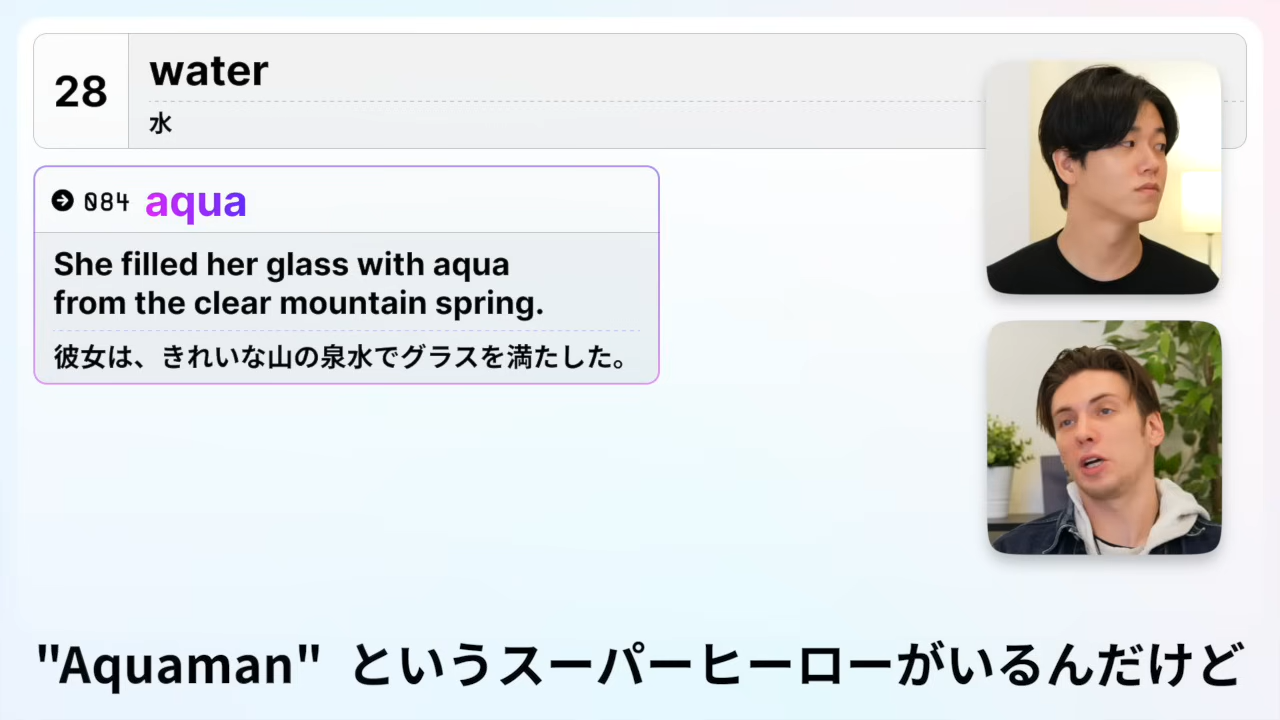 28
water
水
084 aqua
She filled her glass with aqua
from the clear mountain spring.
彼女は、きれいな山の泉水でグラスを満たした。
"Aquaman" というスーパーヒーローがいるんだけど